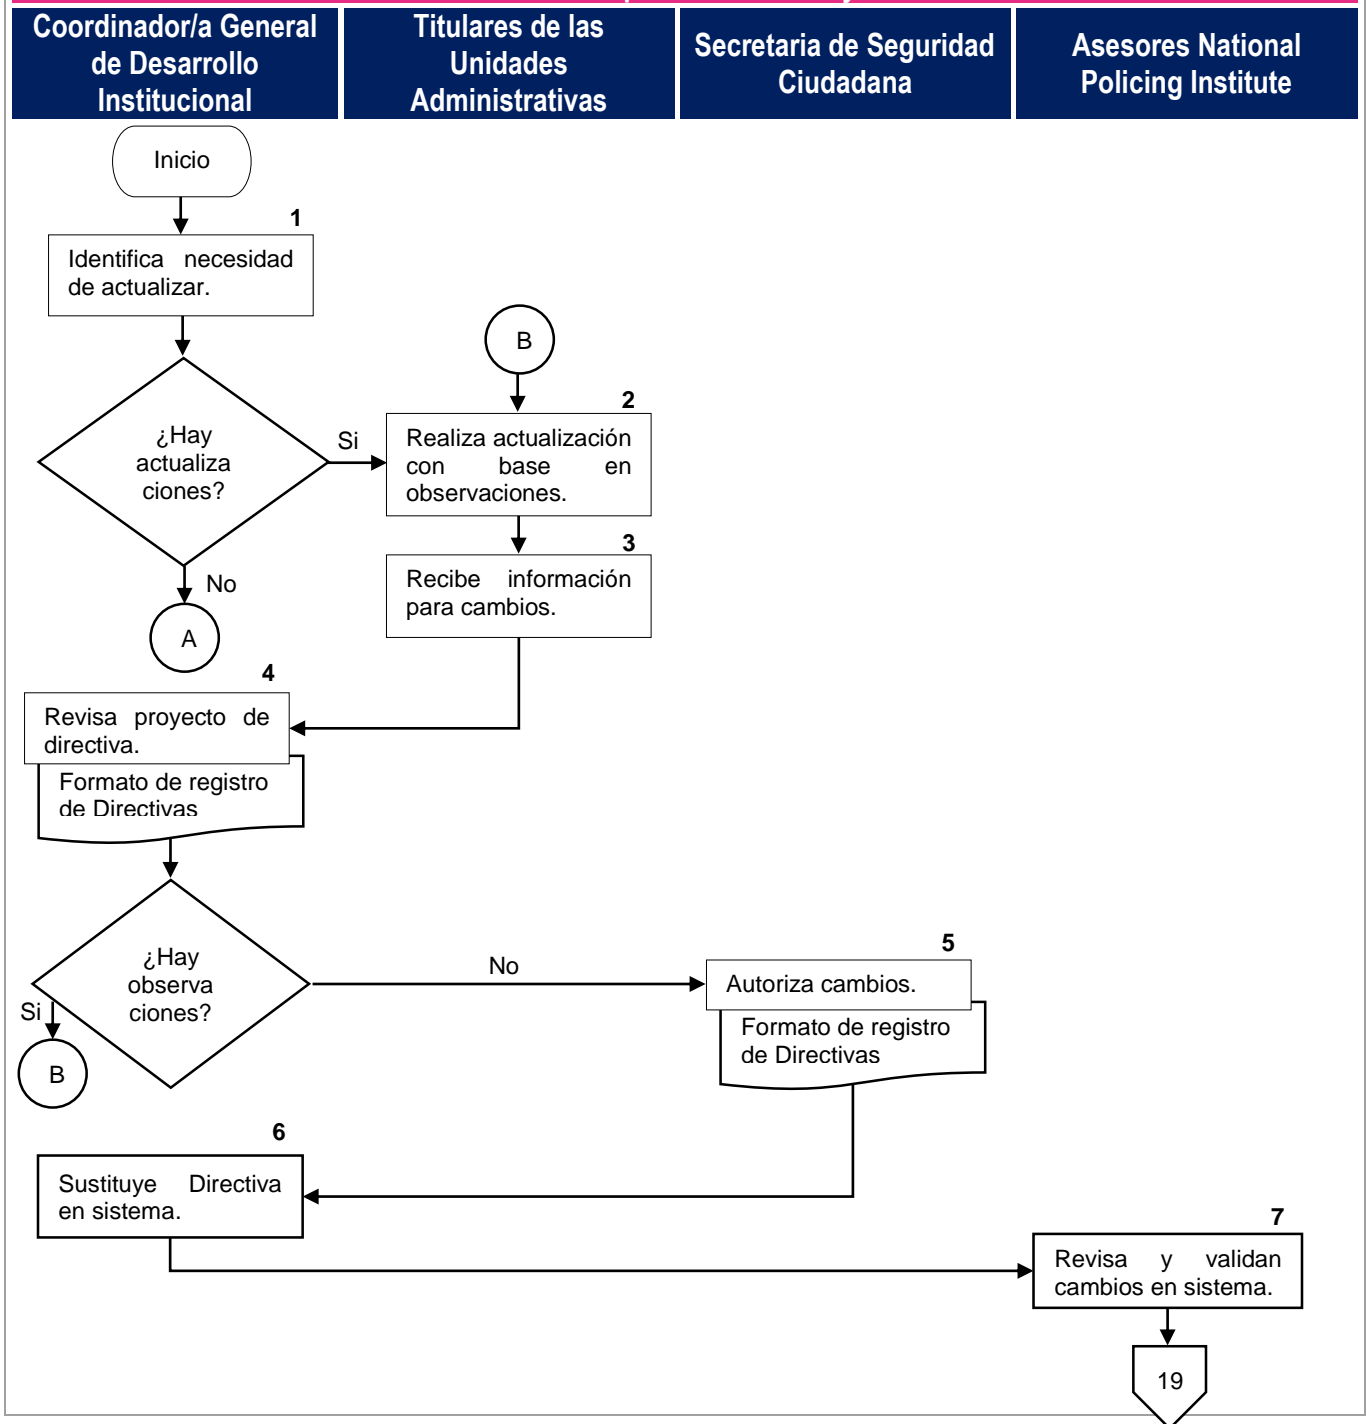 Coordinador/a General
de Desarrollo
Institucional
Titulares de las
Unidades
Administrativas
Secretaria de Seguridad
Ciudadana
Asesores National
Policing Institute
Inicio
1
Identifica necesidad
de actualizar.
B
¿Hay
actualiza
ciones?
Si
2
Realiza actualización
con base en
observaciones.
No
A
3
Recibe información
para cambios.
4
Revisa proyecto de
directiva.
Formato de registro
de Directivas
¿Hay
observa
ciones?
Si
B
No
5
Autoriza cambios.
Formato de registro
de Directivas
6
Sustituye Directiva
en sistema.
7
Revisa y validan
cambios en sistema.
19